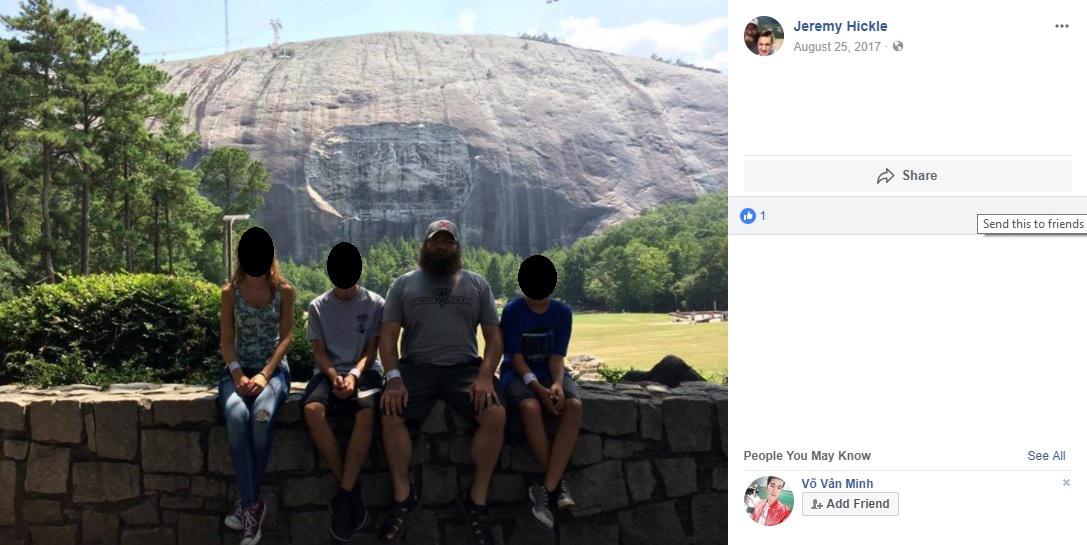 Jeremy Hickle
August 25, 2017 ·
Share
1
Send this to friends
People You May Know
See All
Võ Văn Minh
Add Friend